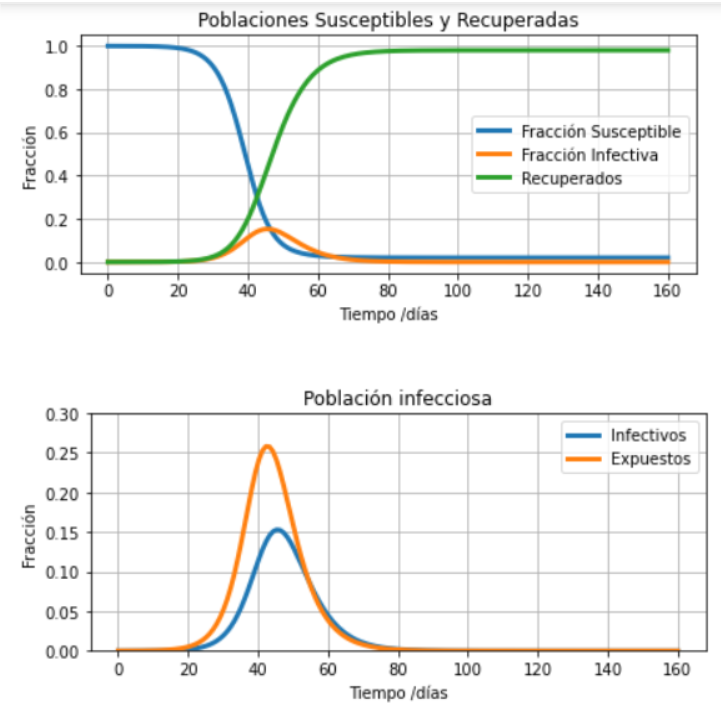 Poblaciones Susceptibles y Recuperadas
1.0
0.8
0.6
0.4
0.2
0.0
Fracción
Fracción Susceptible
Fracción Infectiva
Recuperados
0 20 40 60 80 100 120 140 160
Tiempo /días
Población infecciosa
0.30
0.25
0.20
0.15
0.10
0.05
0.00
Fracción
Infectivos
Expuestos
0 20 40 60 80 100 120 140 160
Tiempo /días